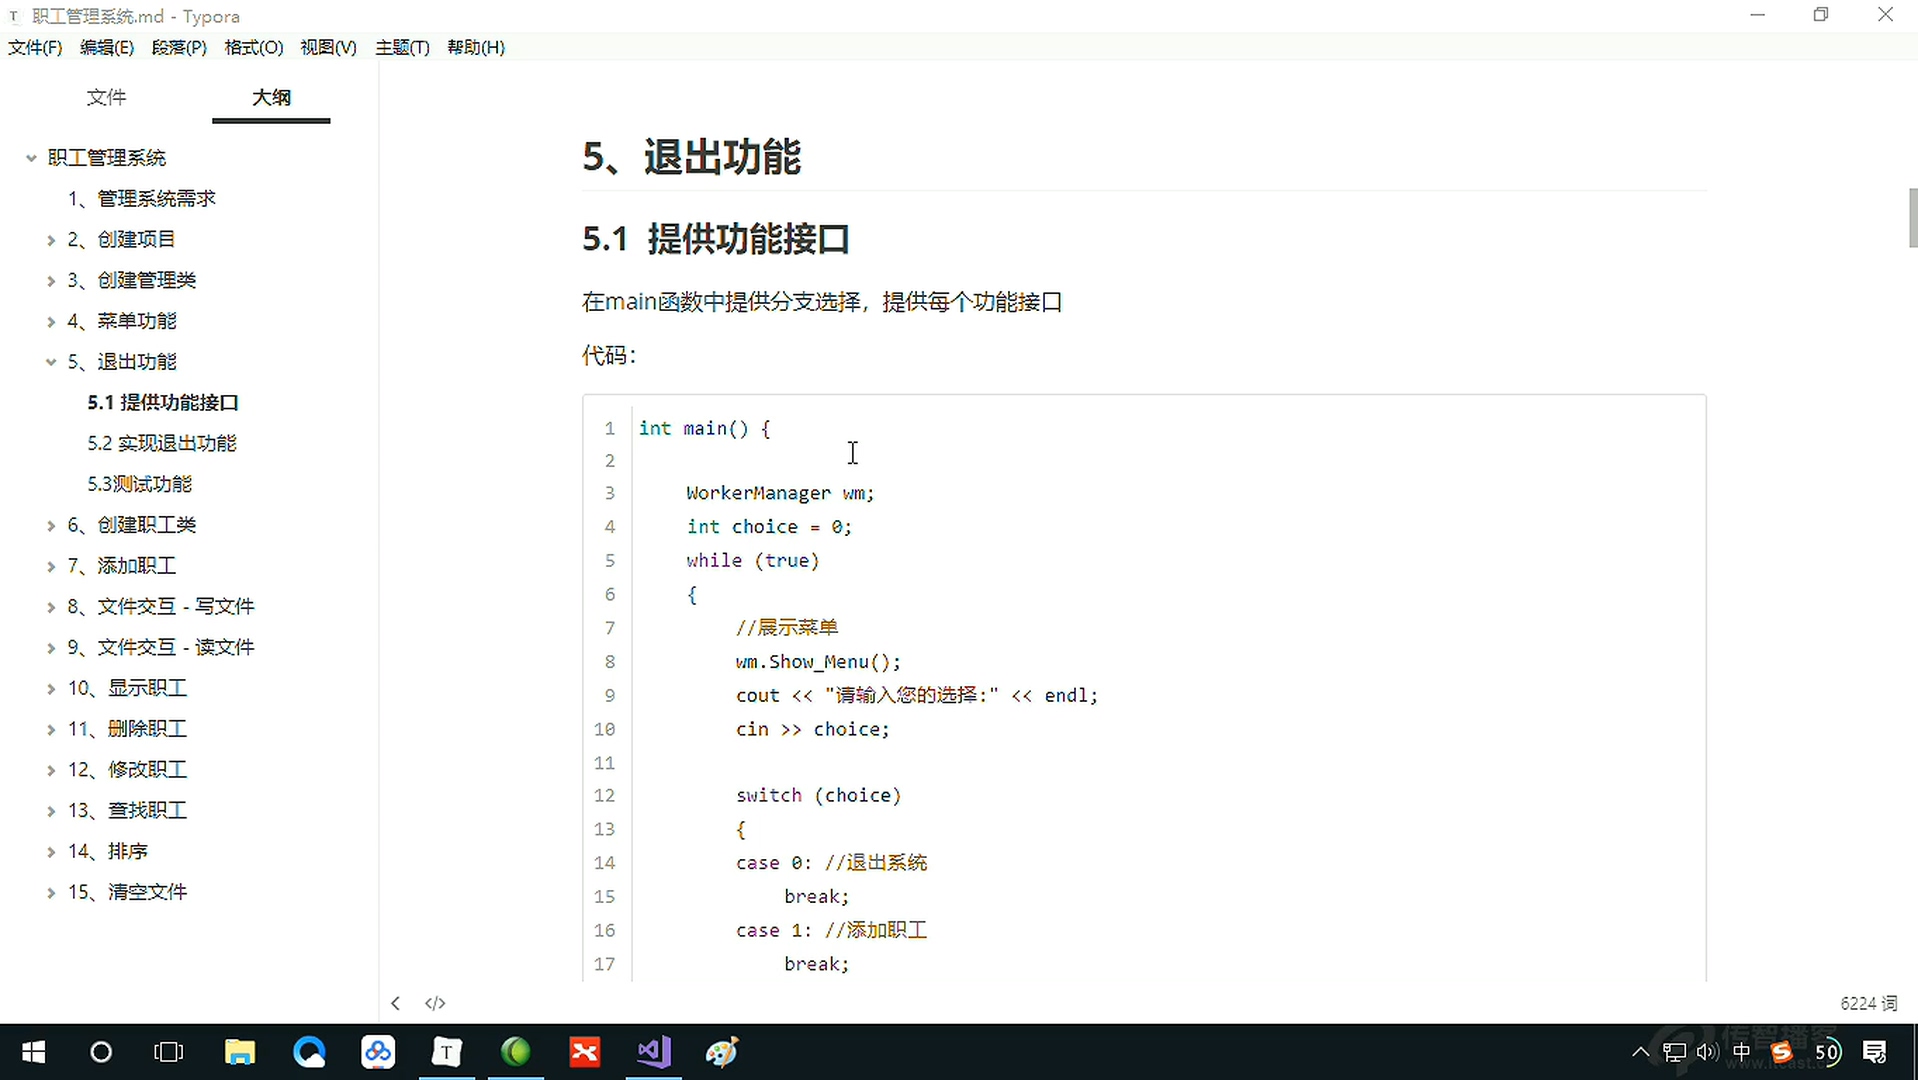 职工管理系统.md - Typora
文件(F) 编辑(E) 段落(P) 格式(O) 视图(V) 主题(T) 帮助(H)
文件 大纲
职工管理系统
1、管理系统需求
2、创建项目
3、创建管理类
4、菜单功能
5、退出功能
5.1 提供功能接口
5.2 实现退出功能
5.3测试功能
6、创建职工类
7、添加职工
8、文件交互 - 写文件
9、文件交互 - 读文件
10、显示职工
11、删除职工
12、修改职工
13、查找职工
14、排序
15、清空文件
5、退出功能
5.1 提供功能接口
在main函数中提供分支选择，提供每个功能接口
代码：
1 int main() {
2
3 WorkerManager wm;
4 int choice = 0;
5 while (true)
6 {
7 //展示菜单
8 wm.Show_Menu();
9 cout << "请输入您的选择:" << endl;
10 cin >> choice;
11
12 switch (choice)
13 {
14 case 0: //退出系统
15 break;
16 case 1: //添加职工
17 break;
6224 词
中 50
传智播客